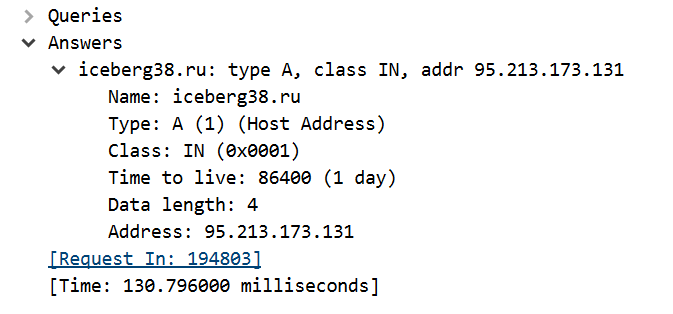 Queries
Answers
iceberg38.ru: type A, class IN, addr 95.213.173.131
Name: iceberg38.ru
Type: A (1) (Host Address)
Class: IN (0x0001)
Time to live: 86400 (1 day)
Data length: 4
Address: 95.213.173.131
[Request In: 194803]
[Time: 130.796000 milliseconds]